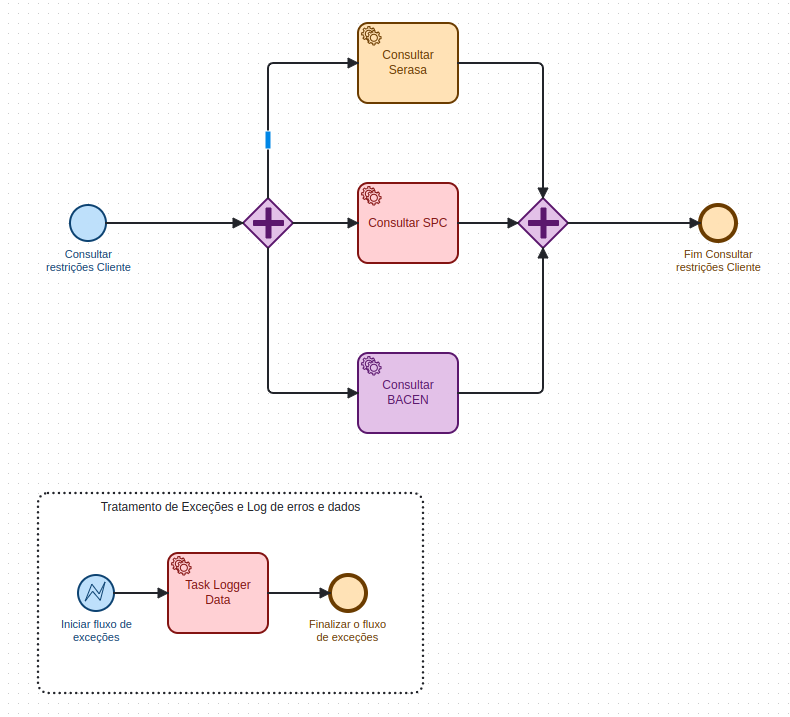 Consultar
Serasa
Consultar
restrições Cliente
Consultar SPC
Fim Consultar
restrições Cliente
Consultar
BACEN
Tratamento de Exceções e Log de erros e dados
Task Logger
Data
Iniciar fluxo de
exceções
Finalizar o fluxo
de exceções